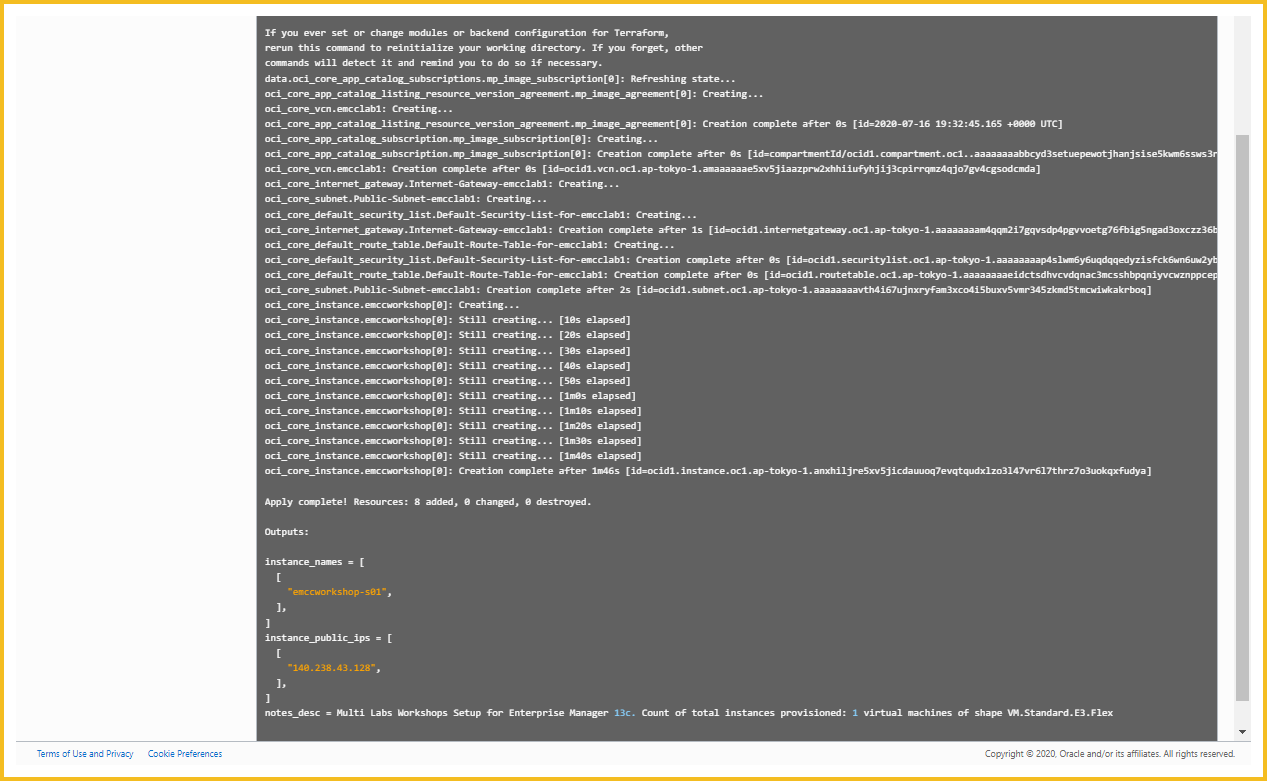 If you ever set or change modules or backend configuration for Terraform,
rerun this command to reinitialize your working directory. If you forget, other
commands will detect it and remind you to do so if necessary.
data.oci_core_app_catalog_subscriptions.mp_image_subscription[0]: Refreshing state...
oci_core_app_catalog_listing_resource_version_agreement.mp_image_agreement[0]: Creating...
oci_core_vcn.emcclab1: Creating...
oci_core_app_catalog_listing_resource_version_agreement.mp_image_agreement[0]: Creation complete after 0s [id=2020-07-16 19:32:45.165 +0000 UTC]
oci_core_app_catalog_subscription.mp_image_subscription[0]: Creating...
oci_core_app_catalog_subscription.mp_image_subscription[0]: Creation complete after 0s [id=compartmentId/ocid1.compartment.oc1..aaaaaaaabbcyd3setuepewotjhanjsise5kwm6ssws3r
oci_core_vcn.emcclab1: Creation complete after 0s [id=ocid1.vcn.oc1.ap-tokyo-1.amaaaaaae5xv5jiaazprw2xhhiiufyhjij3cpirrqmz4qjo7gv4cgsodcmda]
oci_core_internet_gateway.Internet-Gateway-emcclab1: Creating...
oci_core_subnet.Public-Subnet-emcclab1: Creating...
oci_core_default_security_list.Default-Security-List-for-emcclab1: Creating...
oci_core_internet_gateway.Internet-Gateway-emcclab1: Creation complete after 1s [id=ocid1.internetgateway.oc1.ap-tokyo-1.aaaaaaaam4qqm2i7gqvsdp4pgvvoetg76fbig5ngad3oxczz36b
oci_core_default_route_table.Default-Route-Table-for-emcclab1: Creating...
oci_core_default_security_list.Default-Security-List-for-emcclab1: Creation complete after 0s [id=ocid1.securitylist.oc1.ap-tokyo-1.aaaaaaaap4slwm6y6uqdqqedyzisfck6wn6uw2yb
oci_core_default_route_table.Default-Route-Table-for-emcclab1: Creation complete after 0s [id=ocid1.routetable.oc1.ap-tokyo-1.aaaaaaaaeidctsdhvcvdqnac3mcsshbpqniyvcwznppcep
oci_core_subnet.Public-Subnet-emcclab1: Creation complete after 2s [id=ocid1.subnet.oc1.ap-tokyo-1.aaaaaaaavth4i67ujnxryfam3xco4i5buxv5vmr345zkmd5tmcwiwkakrboq]
oci_core_instance.emccworkshop[0]: Creating...
oci_core_instance.emccworkshop[0]: Still creating... [10s elapsed]
oci_core_instance.emccworkshop[0]: Still creating... [20s elapsed]
oci_core_instance.emccworkshop[0]: Still creating... [30s elapsed]
oci_core_instance.emccworkshop[0]: Still creating... [40s elapsed]
oci_core_instance.emccworkshop[0]: Still creating... [50s elapsed]
oci_core_instance.emccworkshop[0]: Still creating... [1m0s elapsed]
oci_core_instance.emccworkshop[0]: Still creating... [1m10s elapsed]
oci_core_instance.emccworkshop[0]: Still creating... [1m20s elapsed]
oci_core_instance.emccworkshop[0]: Still creating... [1m30s elapsed]
oci_core_instance.emccworkshop[0]: Still creating... [1m40s elapsed]
oci_core_instance.emccworkshop[0]: Creation complete after 1m46s [id=ocid1.instance.oc1.ap-tokyo-1.anxhiljre5xv5jicdauuoq7evqtqudxlzo3l47vr6l7thrz7o3uokqxfudya]
Apply complete! Resources: 8 added, 0 changed, 0 destroyed.
Outputs:
instance_names = [
[
"emccworkshop-s01",
],
]
instance_public_ips = [
[
"140.238.43.128",
],
]
notes_desc = Multi Labs Workshops Setup for Enterprise Manager 13c. Count of total instances provisioned: 1 virtual machines of shape VM.Standard.E3.Flex
Terms of Use and Privacy Cookie Preferences Copyright © 2020, Oracle and/or its affiliates. All rights reserved.